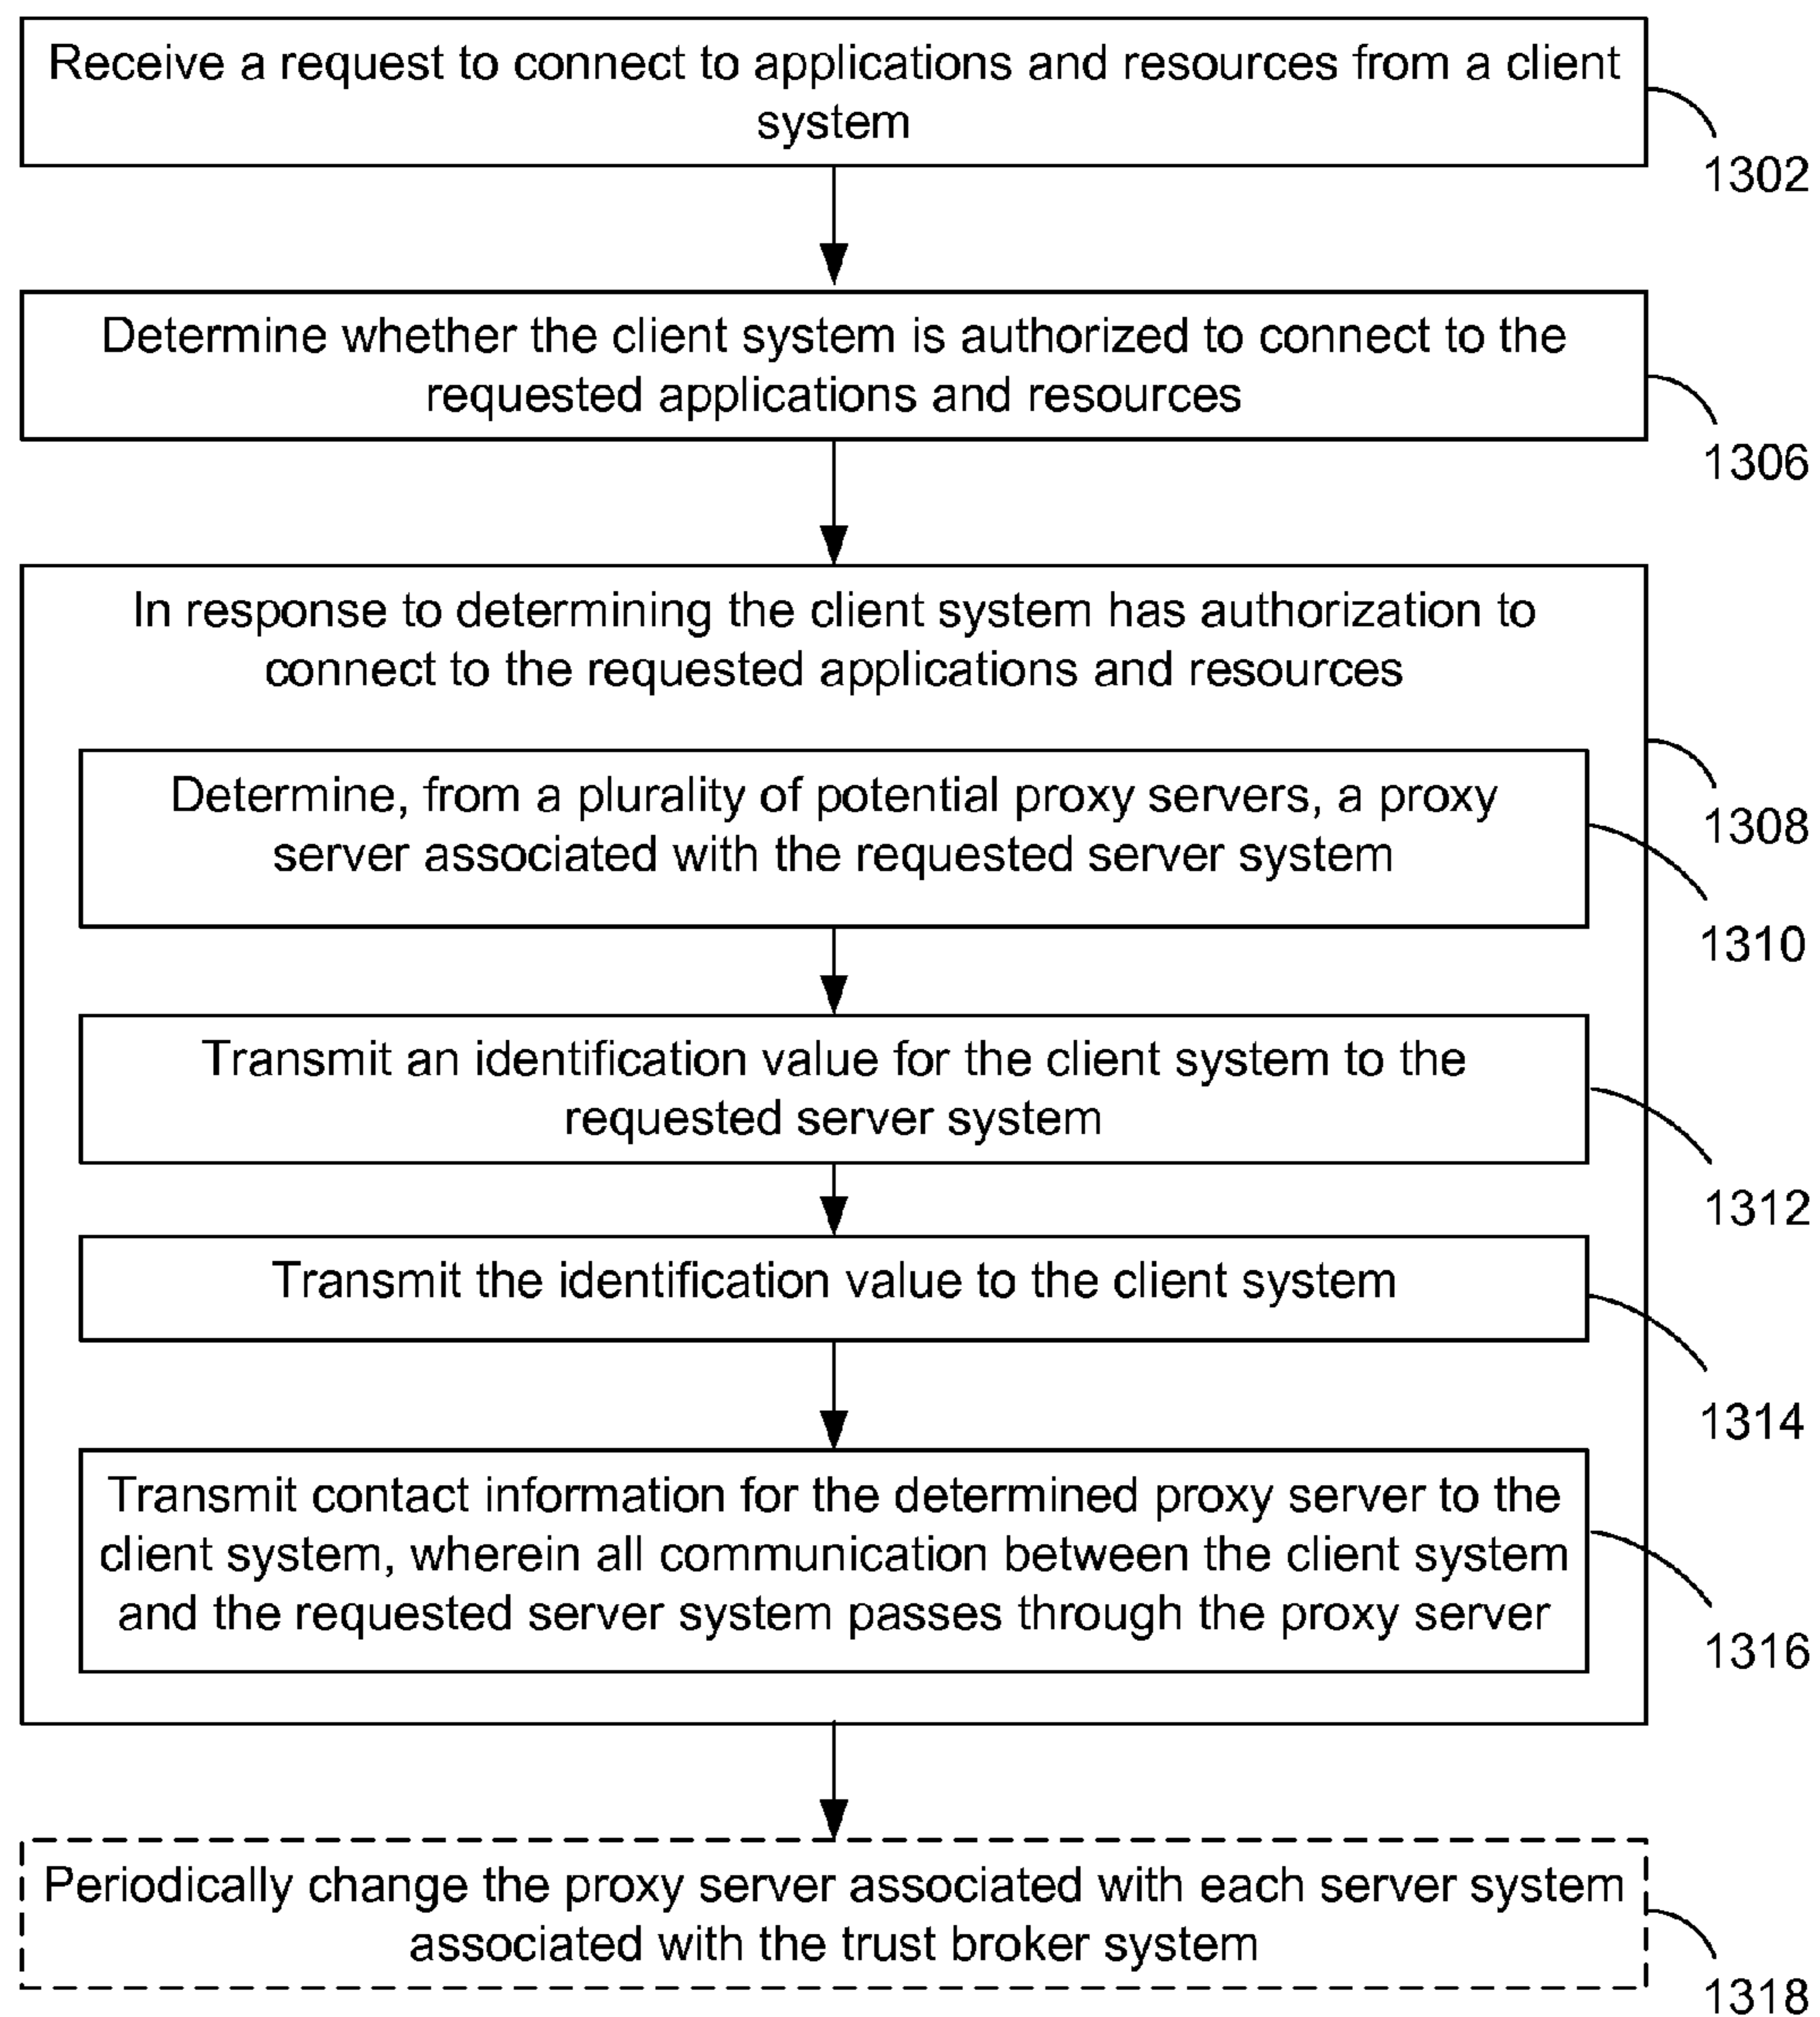 Receive a request to connect to applications and resources from a client
system
1302
Determine whether the client system is authorized to connect to the
requested applications and resources
1306
In response to determining the client system has authorization to
connect to the requested applications and resources
1308
Determine, from a plurality of potential proxy servers, a proxy
server associated with the requested server system
1310
Transmit an identification value for the client system to the
requested server system
1312
Transmit the identification value to the client system
1314
Transmit contact information for the determined proxy server to the
client system, wherein all communication between the client system
and the requested server system passes through the proxy server
1316
Periodically change the proxy server associated with each server system
associated with the trust broker system
1318